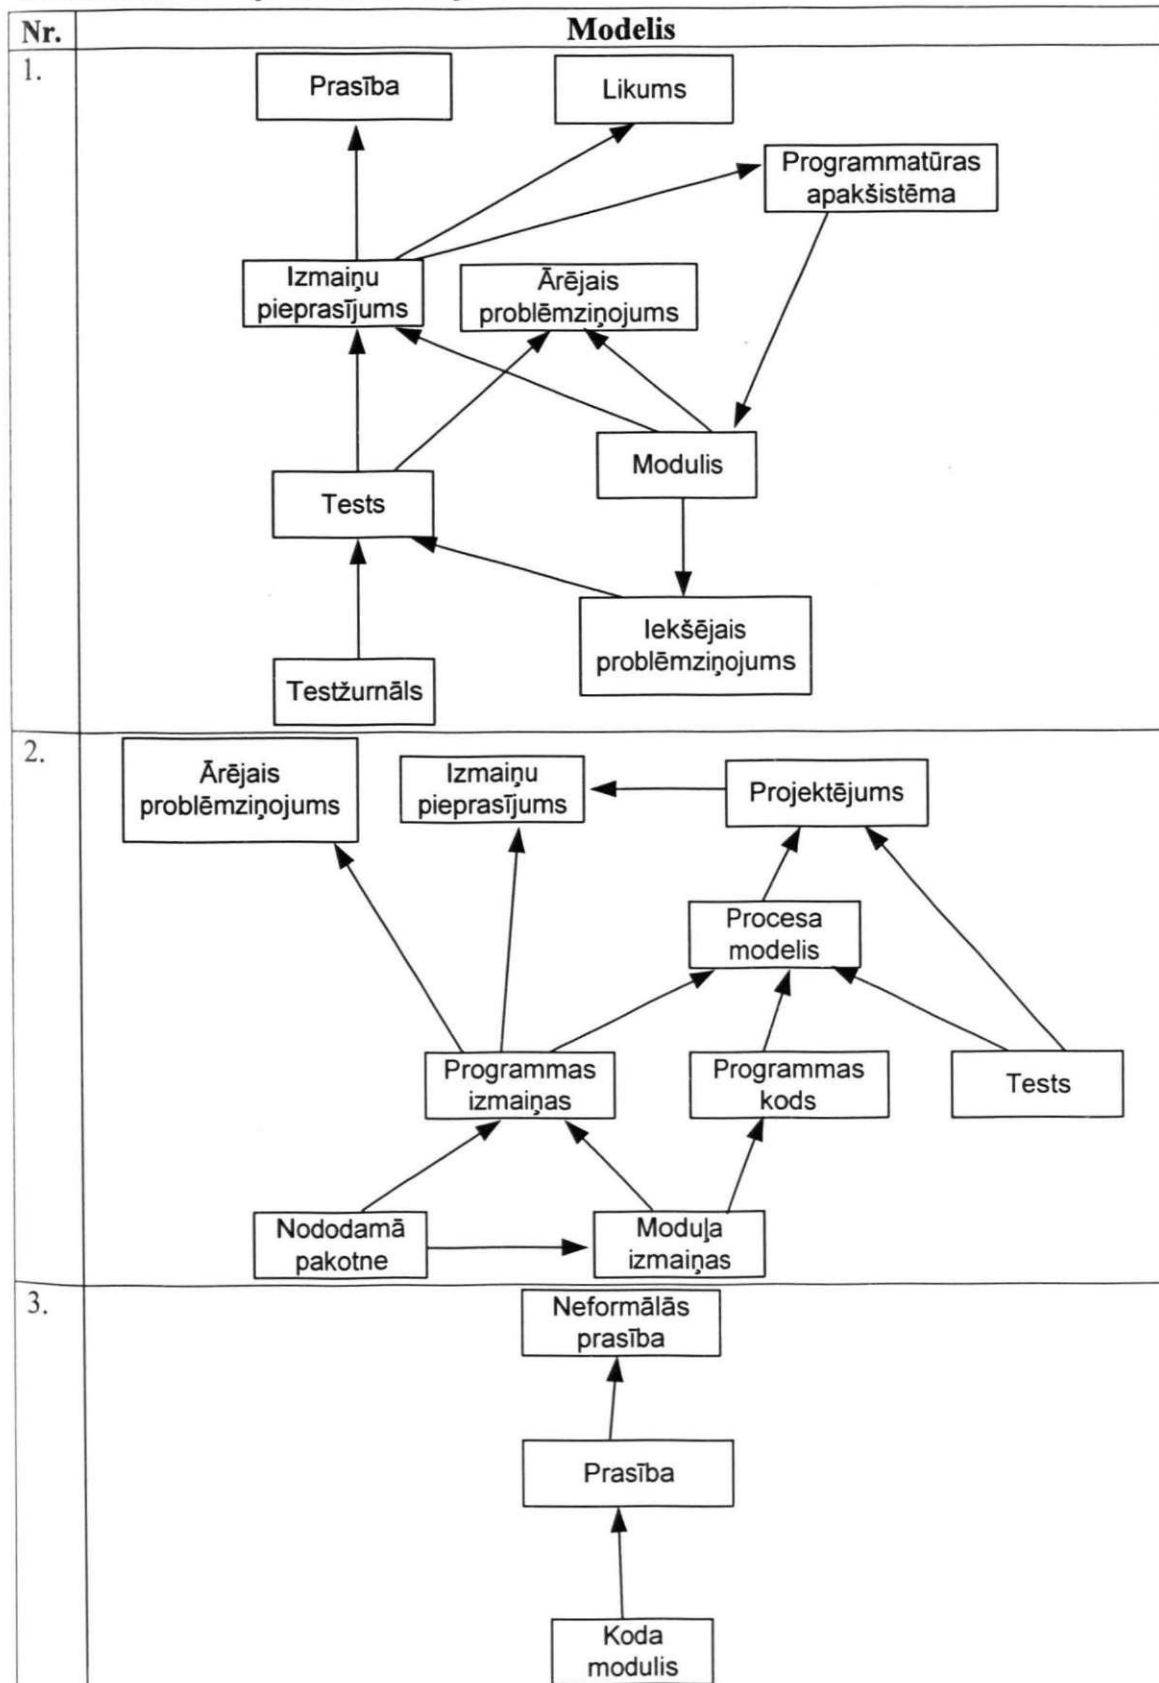 Nr.
Modelis
1.
Prasība
Likums
Programmatūras
apakšistēma
Izmaiņu
pieprasījums
Ārējais
problēmziņojums
Modulis
Tests
Iekšējais
problēmziņojums
Testžurnāls
2.
Ārējais
problēmziņojums
Izmaiņu
pieprasījums
Projektējums
Procesa
modelis
Programmas
izmaiņas
Programmas
kods
Tests
Nododamā
pakotne
Moduļa
izmaiņas
3.
Neformālās
prasība
Prasība
Koda
modulis